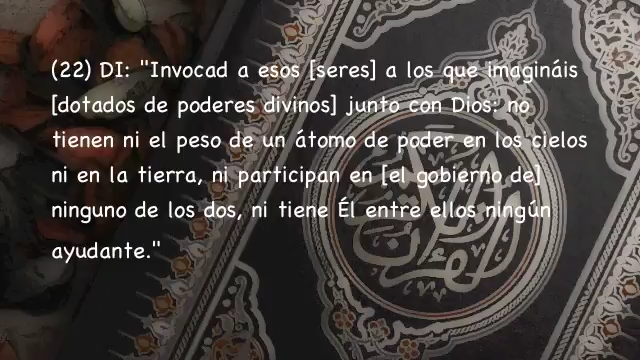 (22) DI: "Invocad a esos [seres] a los que imagináis
[dotados de poderes divinos] junto con Dios: no
tienen ni el peso de un átomo de poder en los cielos
ni en la tierra, ni participan en [el gobierno de]
ninguno de los dos, ni tiene Él entre ellos ningún
ayudante."